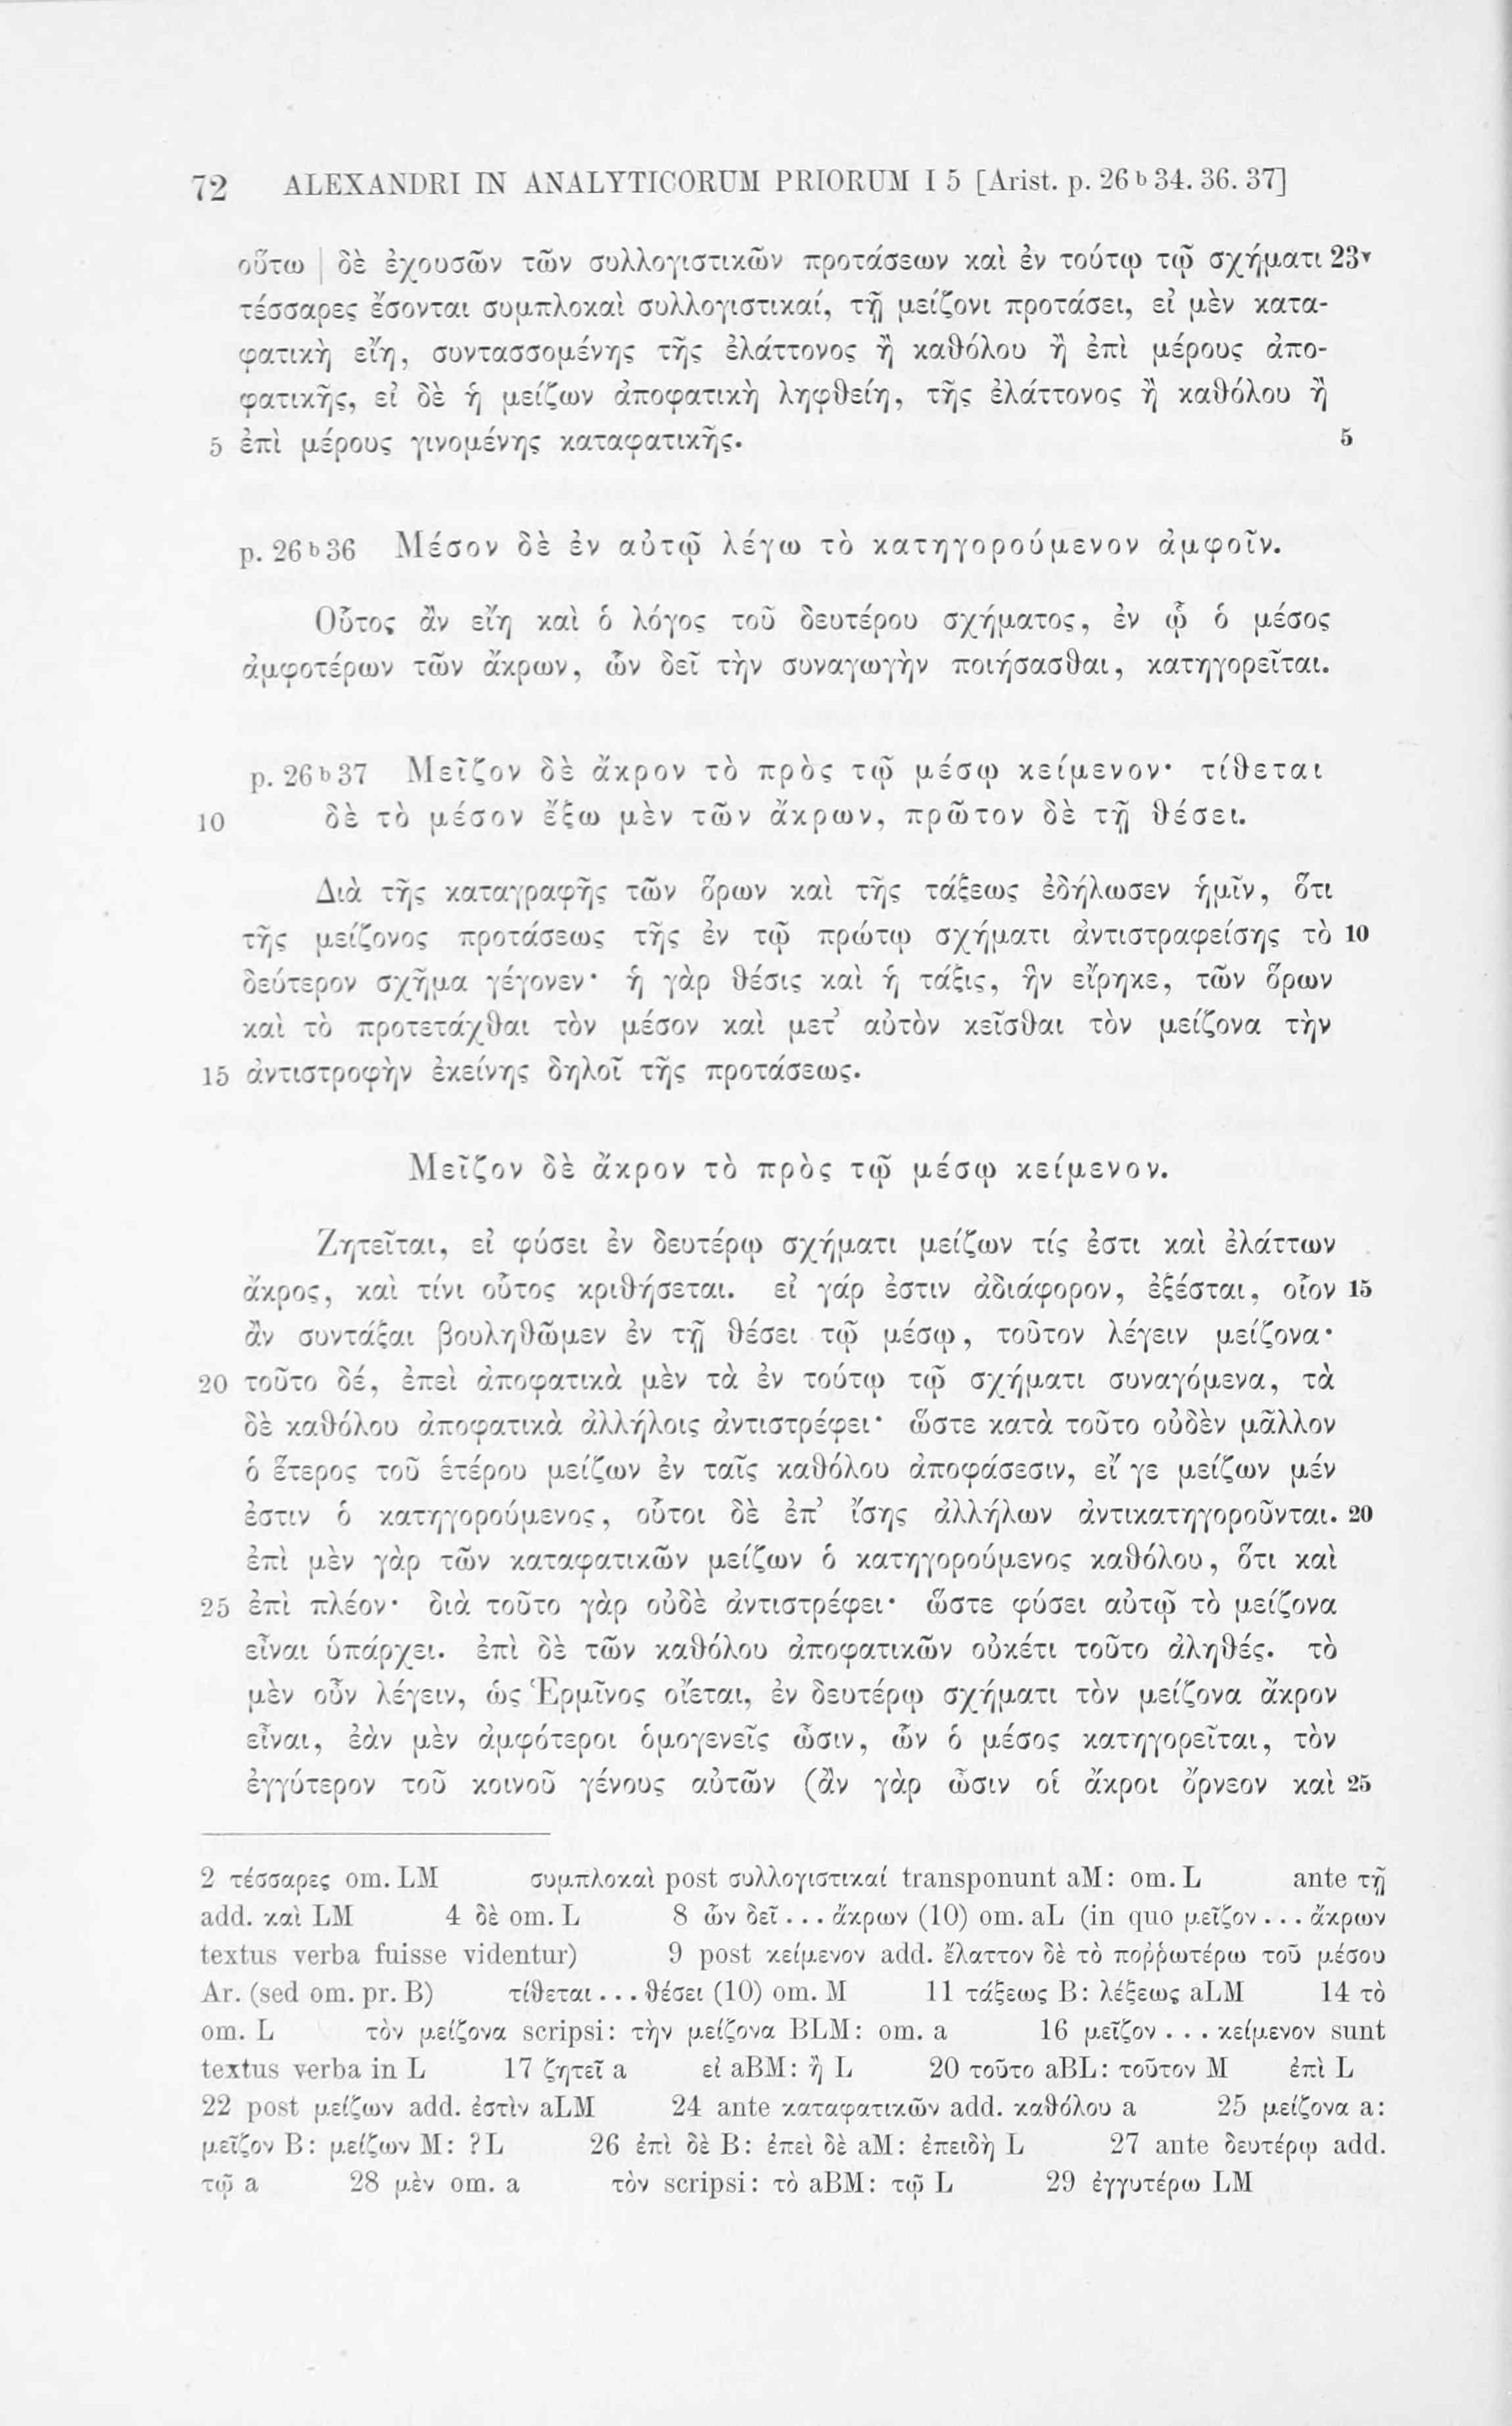 72 ALEXANDRI IN ANALYTICORUM PRIORUM I 5 [Arist. p. 26 b 34. 36. 37]
οὕτω | δὲ ἐχουσῶν τῶν συλλογιστικῶν προτάσεων καὶ ἐν τούτῳ τῷ σχήματι 23v
τέσσαρες ἔσονται συμπλοκαὶ συλλογιστικαί, τῇ μείζονι προτάσει, εἰ μὲν κατα-
φατικὴ εἴη, συντασσομένης τῆς ἐλάττονος ἢ καθόλου ἢ ἐπὶ μέρους ἀπο-
φατικῆς, εἰ δὲ ἡ μείζων ἀποφατικὴ ληφθείη, τῆς ἐλάττονος ἢ καθόλου ἢ
5 ἐπὶ μέρους γινομένης καταφατικῆς. 5
p. 26 b 36 Μέσον δὲ ἐν αὐτῷ λέγω τὸ κατηγορούμενον ἀμφοῖν.
Οὗτος ἂν εἴη καὶ ὁ λόγος τοῦ δευτέρου σχήματος, ἐν ᾧ ὁ μέσος
ἀμφοτέρων τῶν ἄκρων, ὧν δεῖ τὴν συναγωγὴν ποιήσασθαι, κατηγορεῖται.
p. 26 b 37 Μεῖζον δὲ ἄκρον τὸ πρὸς τῷ μέσῳ κείμενον· τίθεται
10 δὲ τὸ μέσον ἔξω μὲν τῶν ἄκρων, πρῶτον δὲ τῇ θέσει.
Διὰ τῆς καταγραφῆς τῶν ὅρων καὶ τῆς τάξεως ἐδήλωσεν ἡμῖν, ὅτι
τῆς μείζονος προτάσεως τῆς ἐν τῷ πρώτῳ σχήματι ἀντιστραφείσης τὸ 10
δεύτερον σχῆμα γέγονεν· ἡ γὰρ θέσις καὶ ἡ τάξις, ἣν εἴρηκε, τῶν ὅρων
καὶ τὸ προτετάχθαι τὸν μέσον καὶ μετ’ αὐτὸν κεῖσθαι τὸν μείζονα τὴν
15 ἀντιστροφὴν ἐκείνης δηλοῖ τῆς προτάσεως.
Μεῖζον δὲ ἄκρον τὸ πρὸς τῷ μέσῳ κείμενον.
Ζητεῖται, εἰ φύσει ἐν δευτέρῳ σχήματι μείζων τίς ἐστι καὶ ἐλάττων
ἄκρος, καὶ τίνι οὗτος κριθήσεται. εἰ γάρ ἐστιν ἀδιάφορον, ἐξέσται, οἷον 15
ἂν συντάξαι βουληθῶμεν ἐν τῇ θέσει τῷ μέσῳ, τοῦτον λέγειν μείζονα·
20 τοῦτο δέ, ἐπεὶ ἀποφατικὰ μὲν τὰ ἐν τούτῳ τῷ σχήματι συναγόμενα, τὰ
δὲ καθόλου ἀποφατικὰ ἀλλήλοις ἀντιστρέφει· ὥστε κατὰ τοῦτο οὐδὲν μᾶλλον
ὁ ἕτερος τοῦ ἑτέρου μείζων ἐν ταῖς καθόλου ἀποφάσεσιν, εἴ γε μείζων μέν
ἐστιν ὁ κατηγορούμενος, οὗτοι δὲ ἐπ’ ἴσης ἀλλήλων ἀντικατηγοροῦνται. 20
ἐπὶ μὲν γὰρ τῶν καταφατικῶν μείζων ὁ κατηγορούμενος καθόλου, ὅτι καὶ
25 ἐπὶ πλέον· διὰ τοῦτο γὰρ οὐδὲ ἀντιστρέφει· ὥστε φύσει αὐτῷ τὸ μείζονα
εἶναι ὑπάρχει. ἐπὶ δὲ τῶν καθόλου ἀποφατικῶν οὐκέτι τοῦτο ἀληθές. τὸ
μὲν οὖν λέγειν, ὡς Ἑρμῖνος οἴεται, ἐν δευτέρῳ σχήματι τὸν μείζονα ἄκρον
εἶναι, ἐὰν μὲν ἀμφότεροι ὁμογενεῖς ὦσιν, ὧν ὁ μέσος κατηγορεῖται, τὸν
ἐγγύτερον τοῦ κοινοῦ γένους αὐτῶν (ἂν γὰρ ὦσιν οἱ ἄκροι ὄρνεον καὶ 25
2 τέσσαρες om. LM συμπλοκαὶ post συλλογιστικαί transponunt aM: om. L ante τῇ
add. καὶ LM 4 δὲ om. L 8 ὧν δεῖ . . . ἄκρων (10) om. aL (in quo μεῖζον . . . ἄκρων
textus verba fuisse videntur) 9 post κείμενον add. ἔλαττον δὲ τὸ πορρωτέρω τοῦ μέσου
Ar. (sed om. pr. B) τίθεται . . . θέσει (10) om. M 11 τάξεως B: λέξεως aLM 14 τὸ
om. L τὸν μείζονα scripsi: τὴν μείζονα BLM: om. a 16 μεῖζον . . . κείμενον sunt
textus verba in L 17 ζητεῖ a εἰ aBM: ἢ L 20 τοῦτο aBL: τοῦτον M ἐπὶ L
22 post μείζων add. ἐστὶν aLM 24 ante καταφατικῶν add. καθόλου a 25 μείζονα a:
μεῖζον B: μείζων M: ?L 26 ἐπὶ δὲ B: ἐπεὶ δὲ aM: ἐπειδὴ L 27 ante δευτέρῳ add.
τῷ a 28 μὲν om. a τὸν scripsi: τὸ aBM: τῷ L 29 ἐγγυτέρω LM